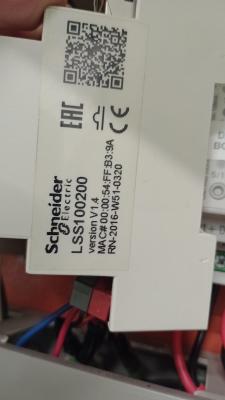 EAC
CE
Schneider
Electric
LSS100200
version V1.4
MAC# 00:00:54:FF:B3:9A
RN-2016-W51-0320